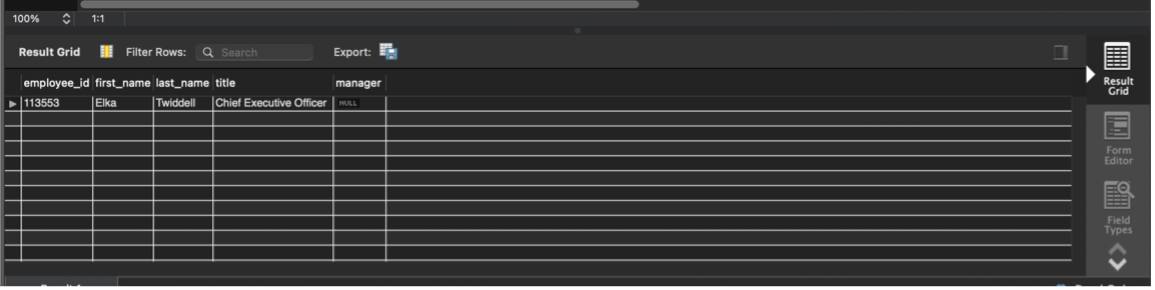 100% 1:1
Result Grid Filter Rows: Search Export:
employee_id first_name last_name title manager
113553 Elka Twiddell Chief Executive Officer NULL
Result
Grid
Form
Editor
Field
Types